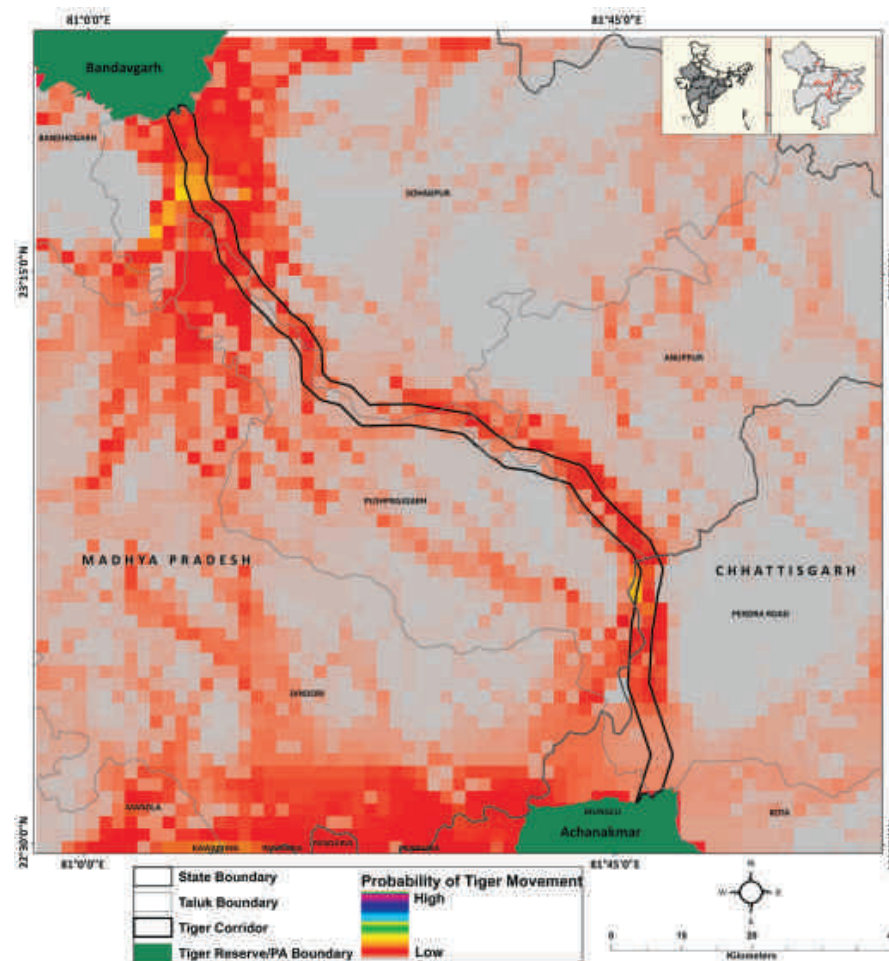 81°0'0"E 81°45'0"E
Bandavgarh
BANDHOGARH
SOHAGPUR
23°15'0"N
ANUPPUR
PUSHPRAJGARH
MADHYA PRADESH CHHATTISGARH
PENDRA ROAD
DINDORI
MANDLA MUNGELI KOTA
Achanakmar
22°30'0"N
81°0'0"E 81°45'0"E
State Boundary
Taluk Boundary
Tiger Corridor
Tiger Reserve/PA Boundary
Probability of Tiger Movement
High
Low
N
W E
S
0 10 20
Kilometers